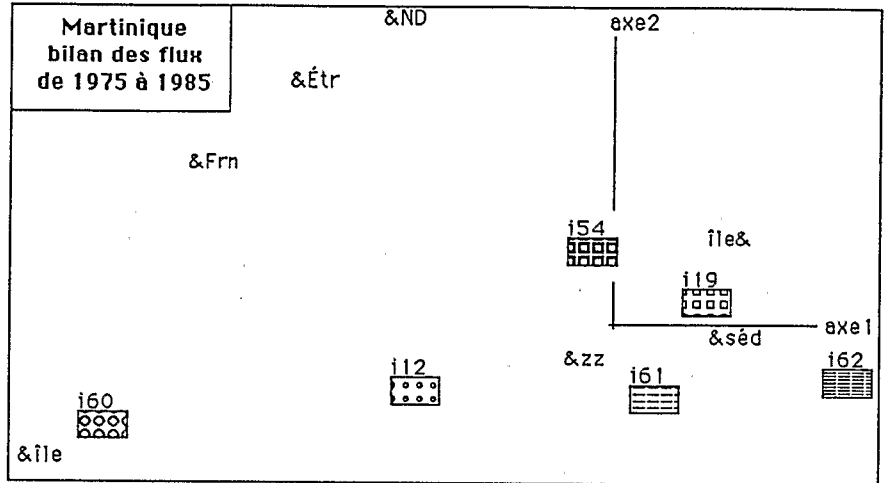 Martinique
bilan des flux
de 1975 à 1985
&ND
axe2
&Étr
&Frn
i54
île&
i19
axe1
&séd
&zz
i62
i12
i61
i60
&île